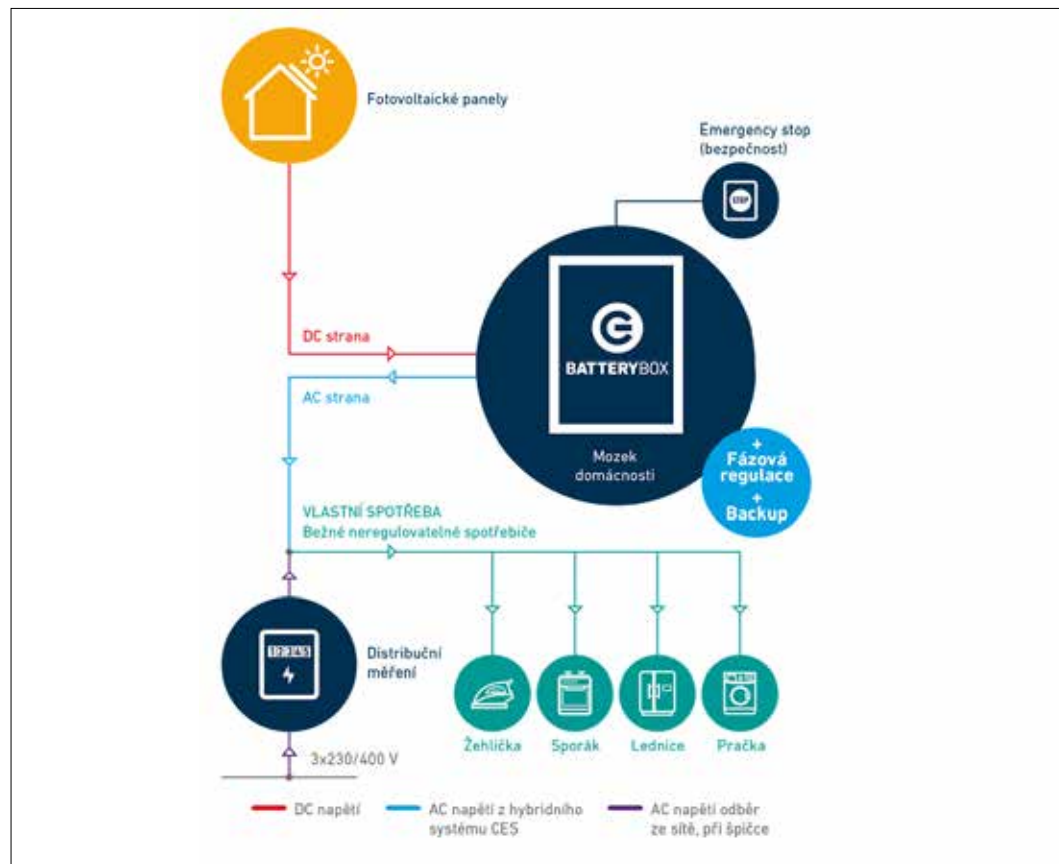 Fotovoltaické panely
Emergency stop
(bezpečnost)
STOP
DC strana
BATTERYBOX
AC strana
Mozek
domácnosti
+
Fázová
regulace
+
Backup
VLASTNÍ SPOTŘEBA
Bežné neregulovatelné spotřebiče
12345
Distribuční
měření
Žehlička
Sporák
Lednice
Pračka
3x230/400 V
DC napětí
AC napětí z hybridního
systému CES
AC napětí odběr
ze sítě, při špičce